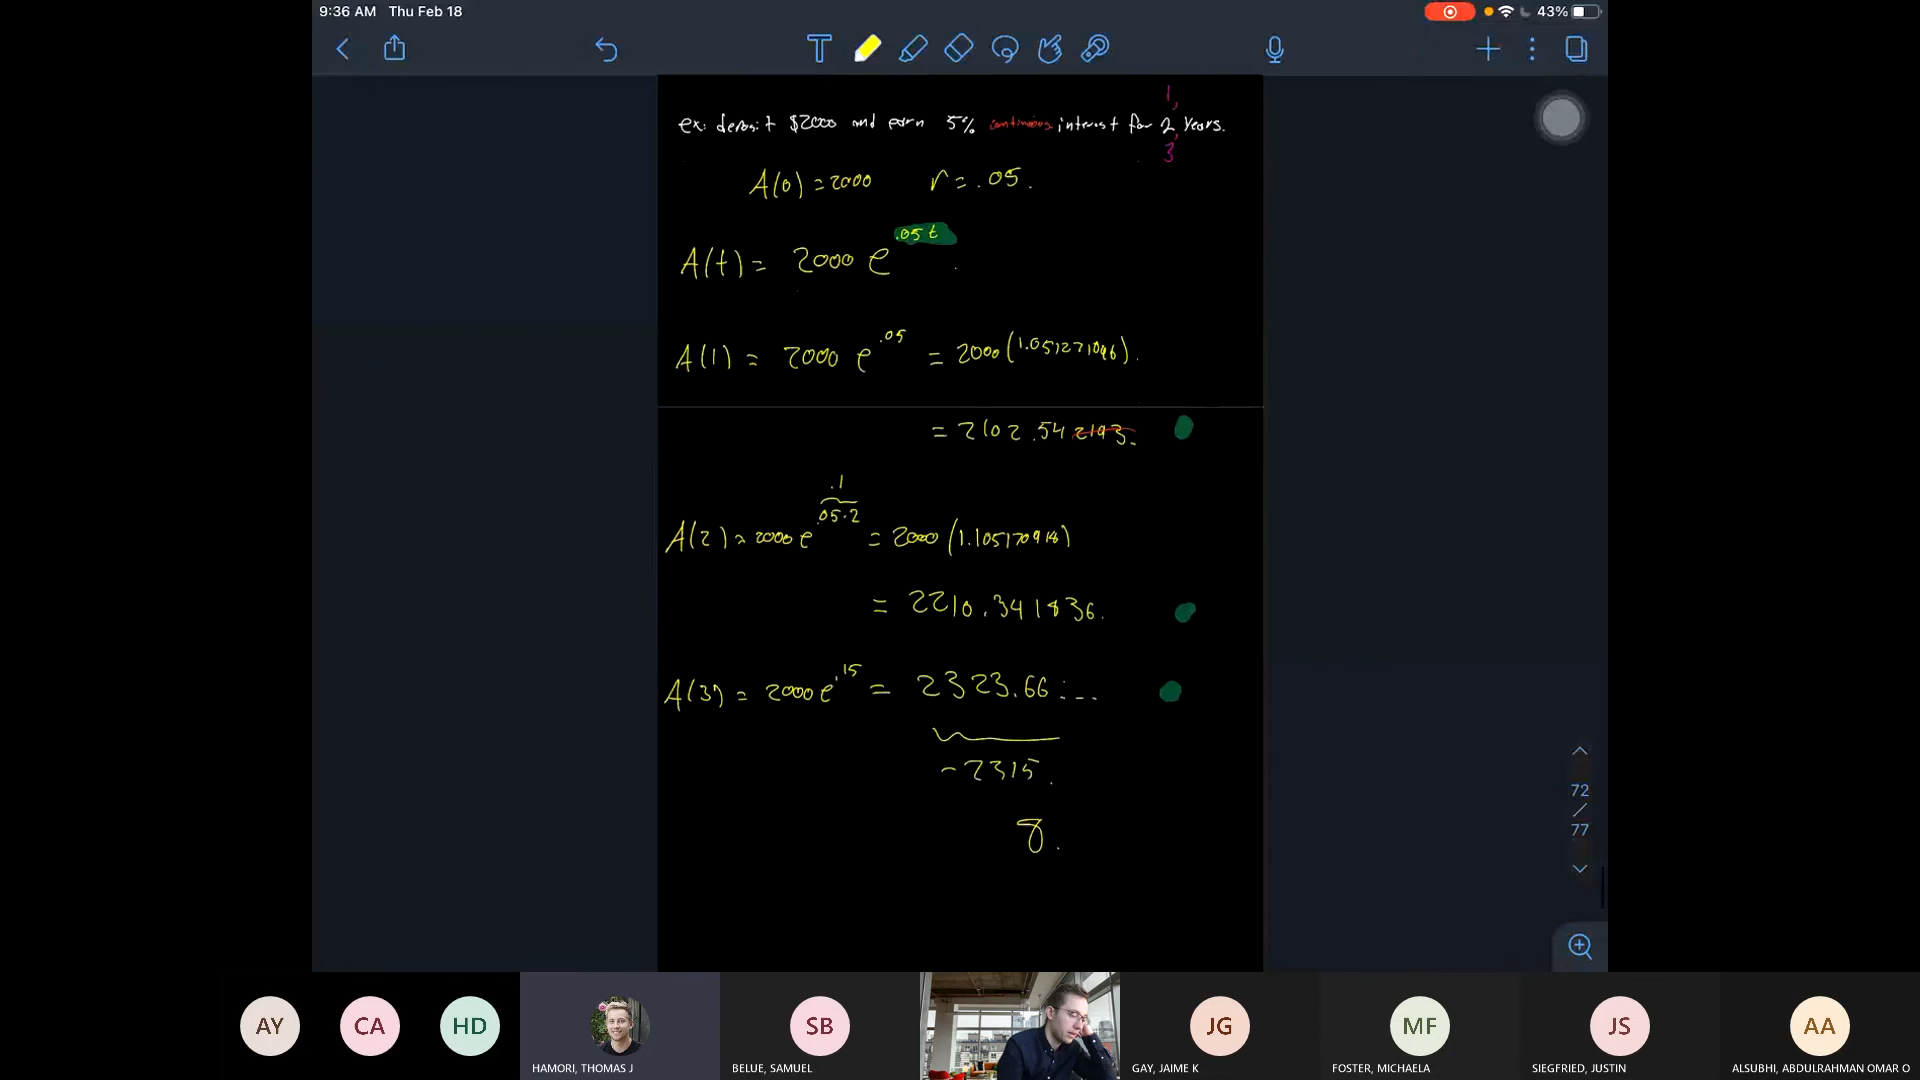 9:36 AM Thu Feb 18
43%
ex: deposit $2000 and earn 5% continuous interest for 1, 2, 3 years.
A(0) = 2000 r = .05.
A(t) = 2000 e^.05t
A(1) = 2000 e^.05 = 2000(1.051271096).
= 2102.542193.
.1
A(2) = 2000 e^.05·2 = 2000(1.105170918)
= 2210.341836.
A(3) = 2000 e^.15 = 2323.66...
-2315.
8.
72
/
77
AY CA HD SB JG MF JS AA
HAMORI, THOMAS J BELUE, SAMUEL GAY, JAIME K FOSTER, MICHAELA SIEGFRIED, JUSTIN ALSUBHI, ABDULRAHMAN OMAR O